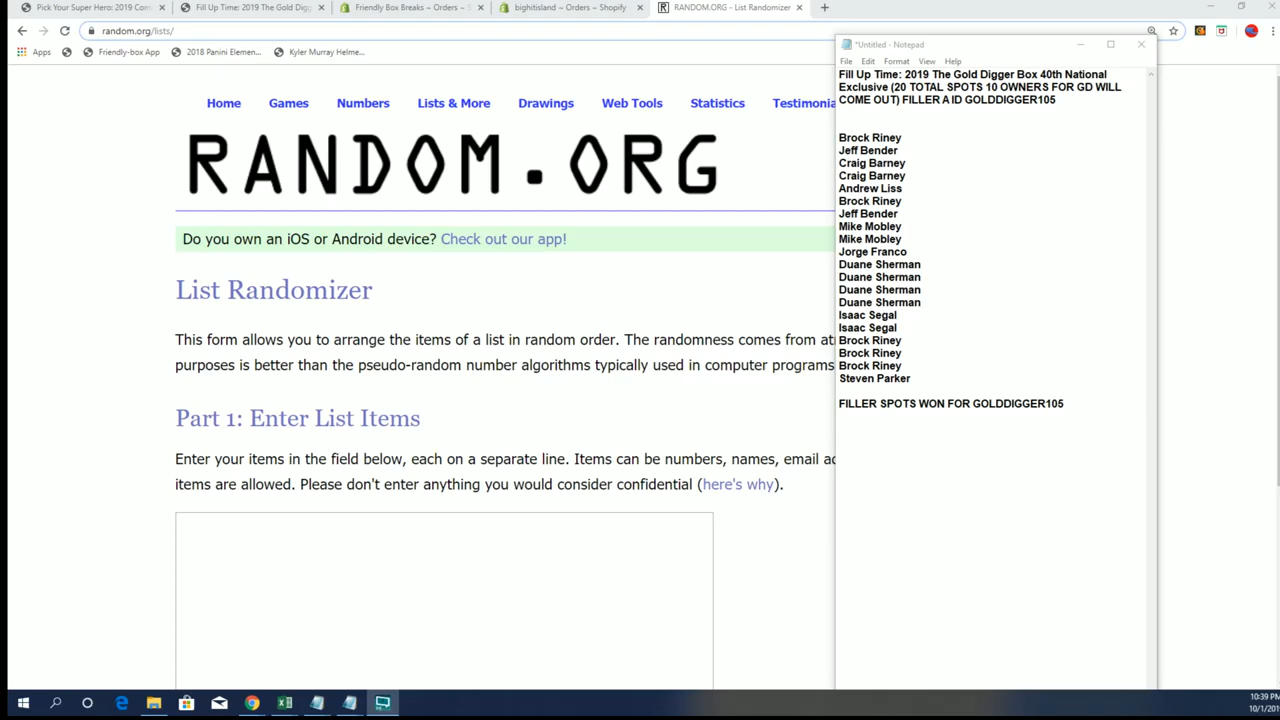 Pick Your Super Hero: 2019 Com
Fill Up Time: 2019 The Gold Digg
Friendly Box Breaks ~ Orders ~ S
bighitisland ~ Orders ~ Shopify
RANDOM.ORG - List Randomizer
random.org/lists/
Apps
Friendly-box App
2018 Panini Elemen...
Kyler Murray Helme...
*Untitled - Notepad
File Edit Format View Help
Home Games Numbers Lists & More Drawings Web Tools Statistics Testimonia
RANDOM.ORG
Do you own an iOS or Android device? Check out our app!
List Randomizer
This form allows you to arrange the items of a list in random order. The randomness comes from at
purposes is better than the pseudo-random number algorithms typically used in computer programs
Part 1: Enter List Items
Enter your items in the field below, each on a separate line. Items can be numbers, names, email ad
items are allowed. Please don't enter anything you would consider confidential (here's why).
Fill Up Time: 2019 The Gold Digger Box 40th National
Exclusive (20 TOTAL SPOTS 10 OWNERS FOR GD WILL
COME OUT) FILLER A ID GOLDDIGGER105
Brock Riney
Jeff Bender
Craig Barney
Craig Barney
Andrew Liss
Brock Riney
Jeff Bender
Mike Mobley
Mike Mobley
Jorge Franco
Duane Sherman
Duane Sherman
Duane Sherman
Duane Sherman
Isaac Segal
Isaac Segal
Brock Riney
Brock Riney
Brock Riney
Steven Parker
FILLER SPOTS WON FOR GOLDDIGGER105
10:39 PM
10/1/201